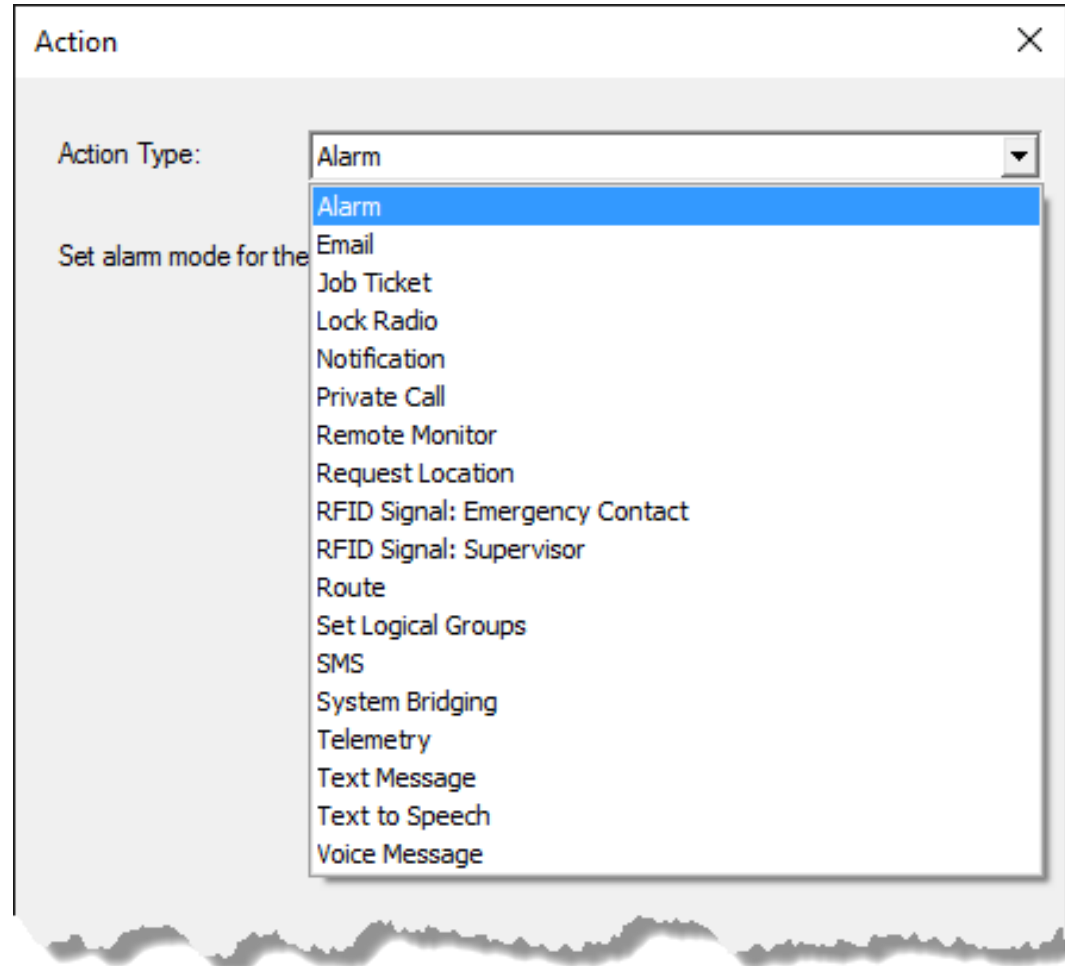 Action
Action Type:
Alarm
Alarm
Email
Set alarm mode for the
Job Ticket
Lock Radio
Notification
Private Call
Remote Monitor
Request Location
RFID Signal: Emergency Contact
RFID Signal: Supervisor
Route
Set Logical Groups
SMS
System Bridging
Telemetry
Text Message
Text to Speech
Voice Message